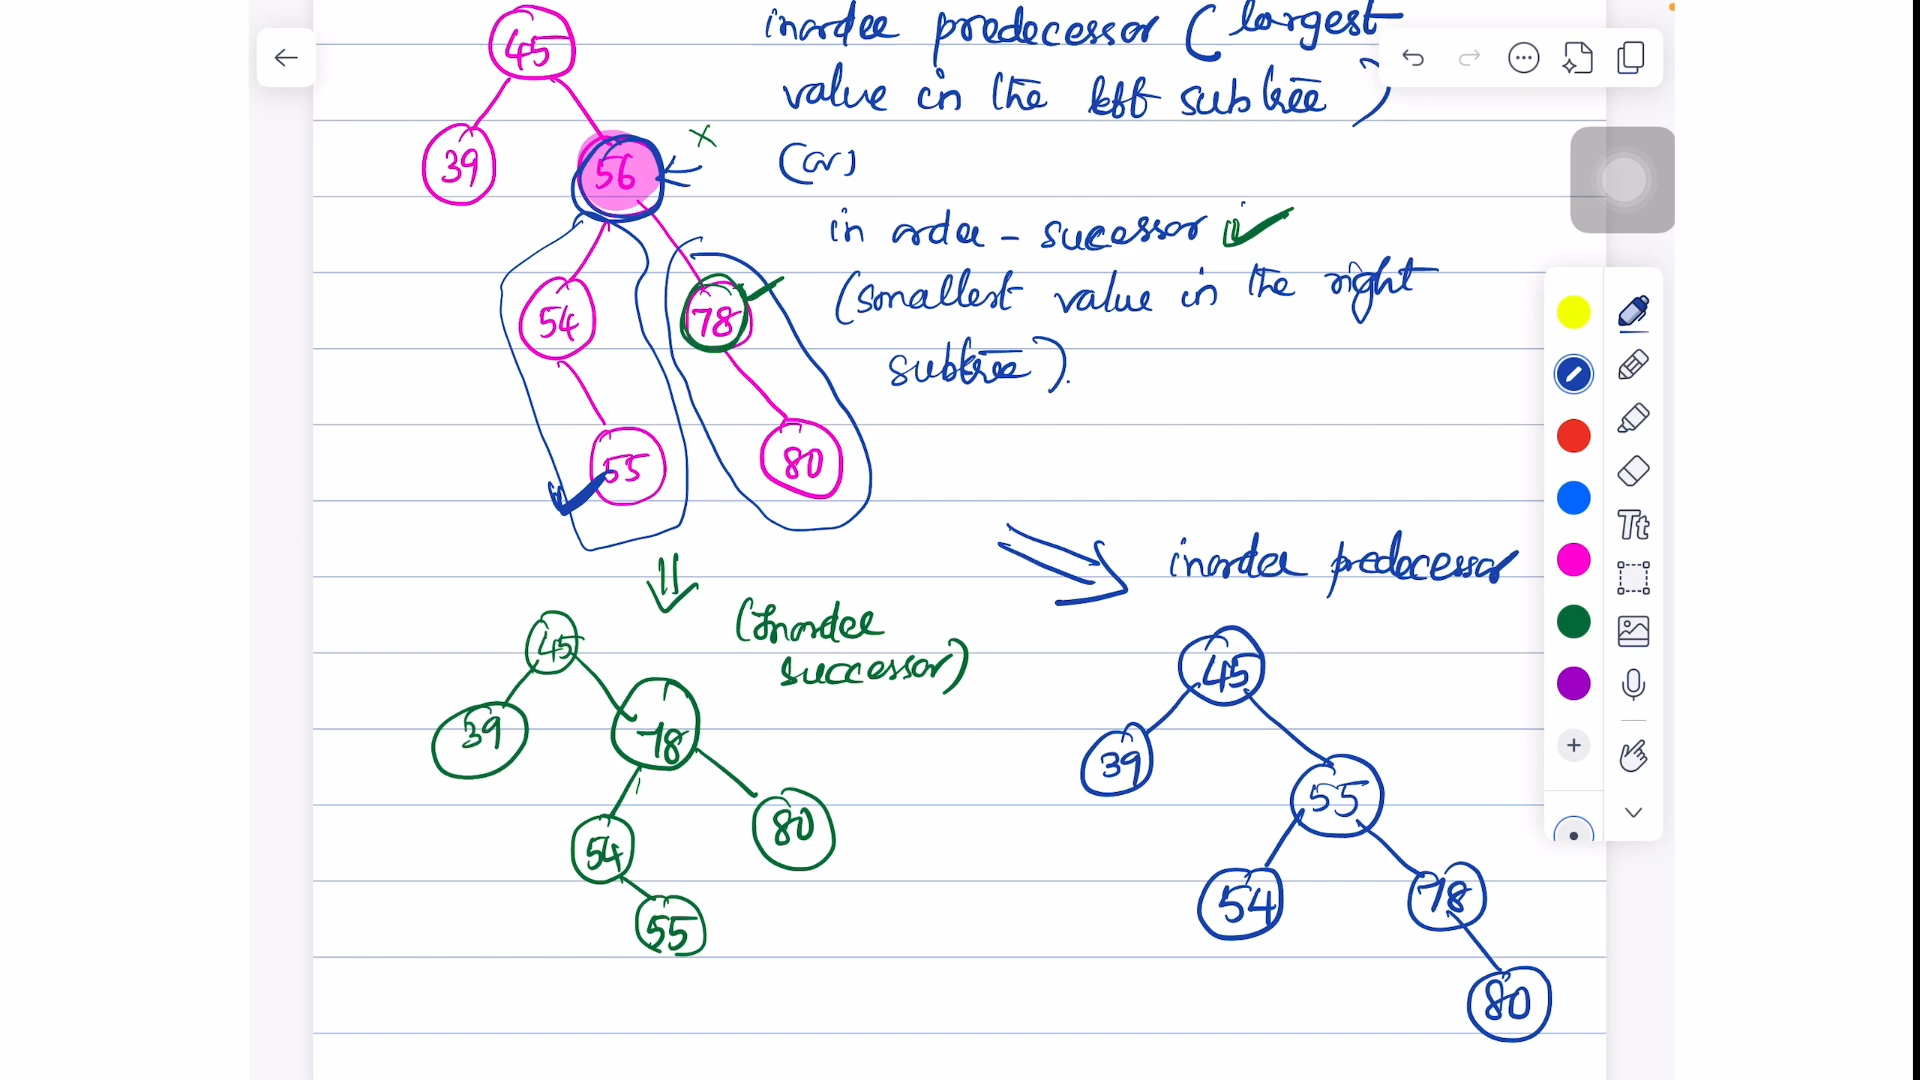 inorder predecessor (largest
value in the left subtree)
(or)
in order - sucessor
(smallest value in the right
subtree).
45
39
56
x
54
78
55
80
inorder predecessor
(Inorder
successor)
45
39
78
54
80
55
45
39
55
54
78
80
Tt